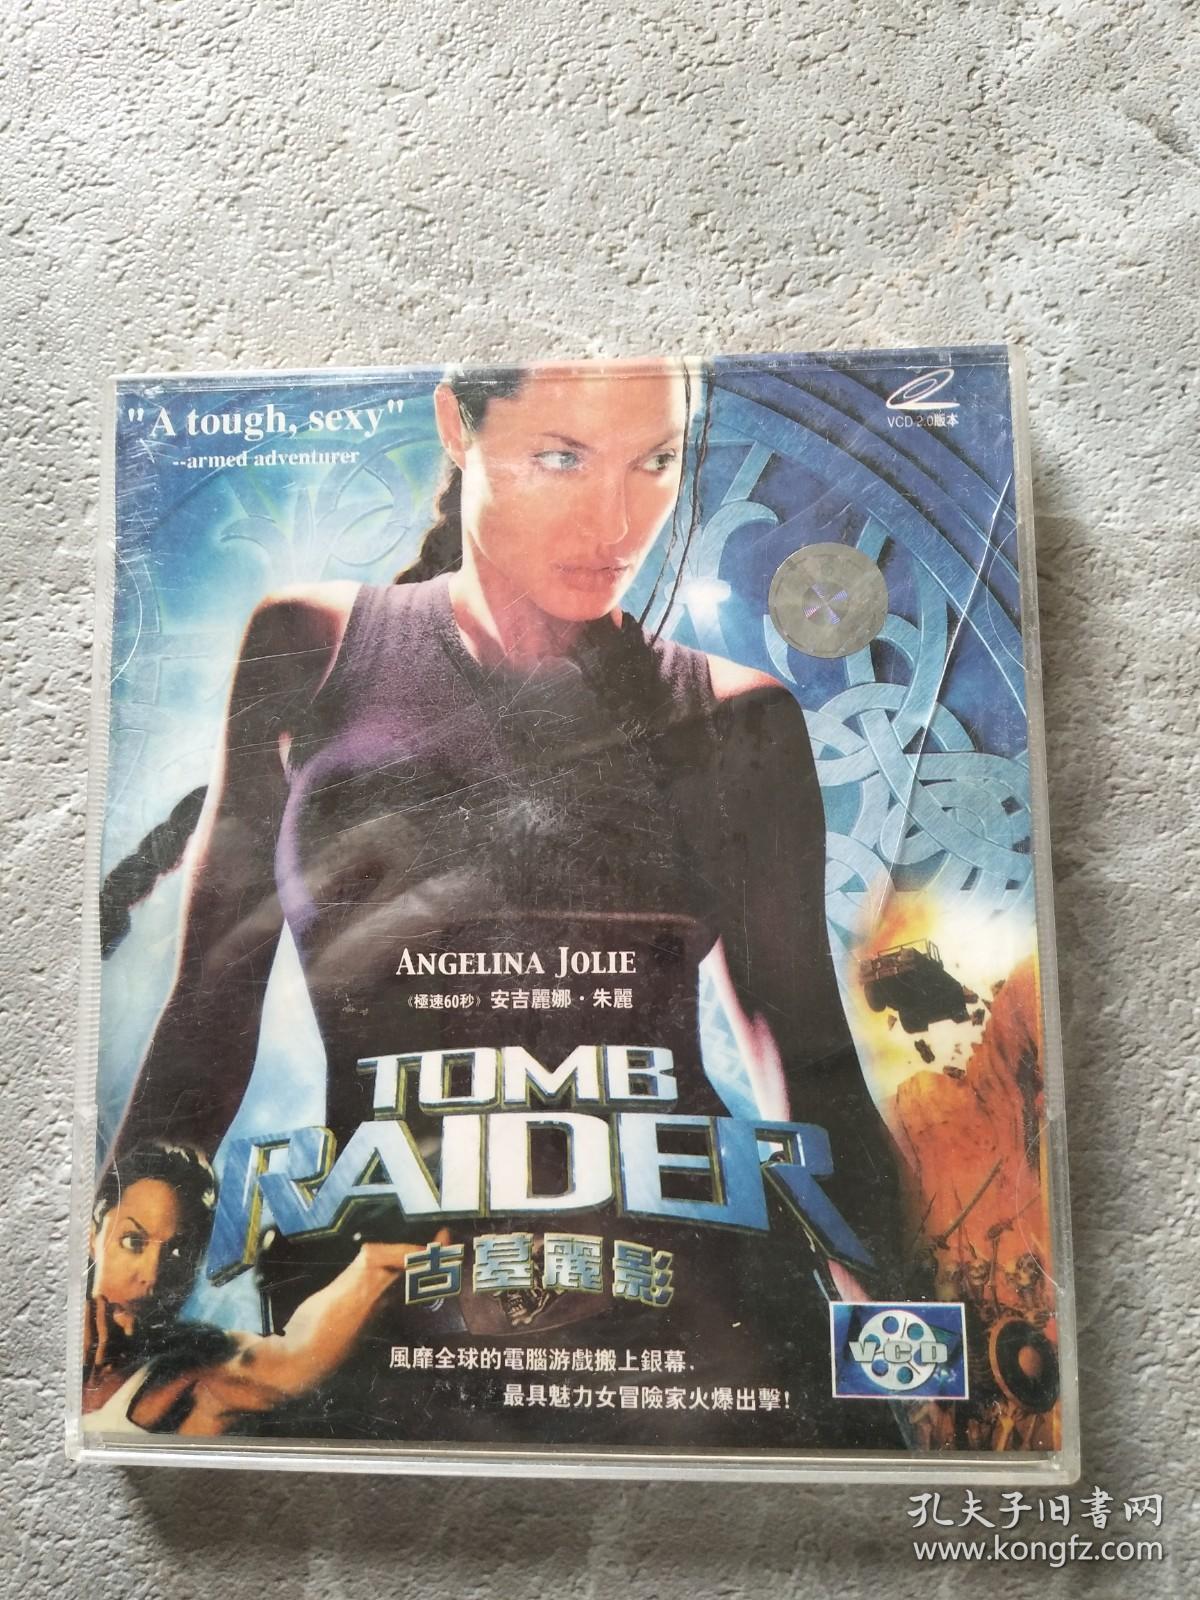 "A tough, sexy"
--armed adventurer
VCD 2.0版本
ANGELINA JOLIE
《極速60秒》安吉麗娜·朱麗
TOMB
RAIDER
古墓麗影
風靡全球的電腦游戲搬上銀幕，
最具魅力女冒險家火爆出擊！
VCD
孔夫子旧书网
www.kongfz.com